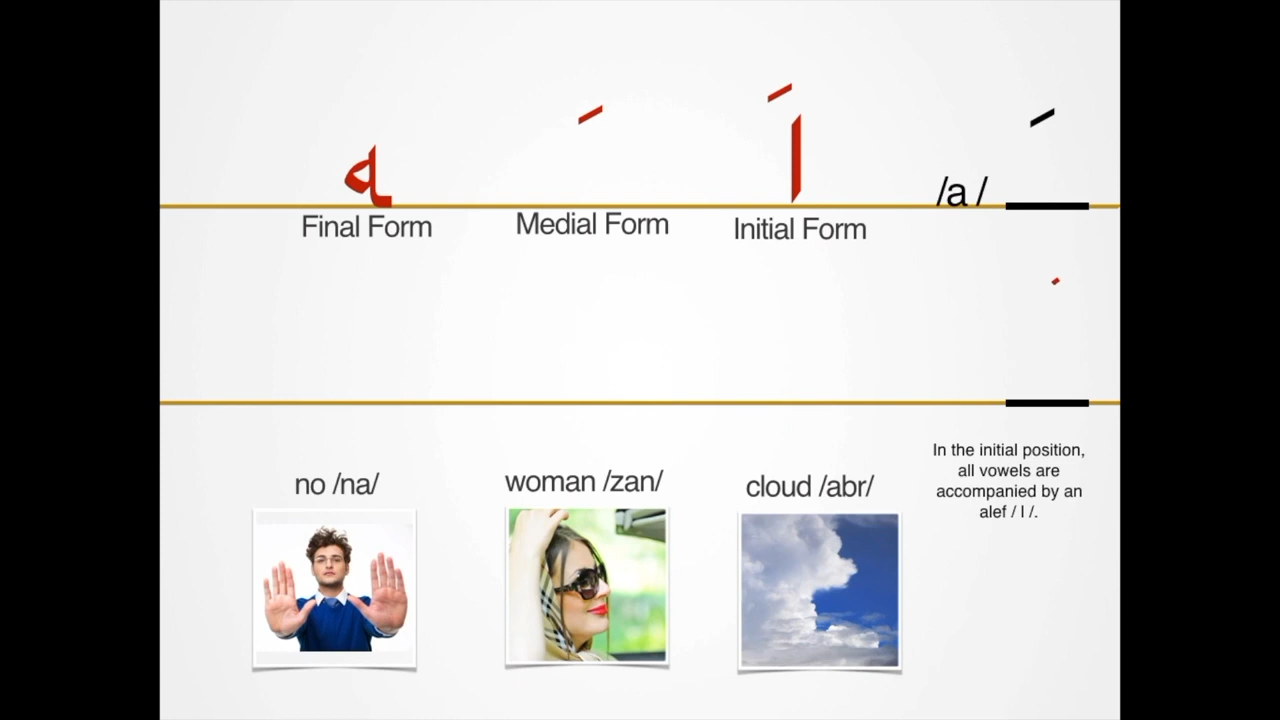 ـه َ اَ /a / َ
Final Form Medial Form Initial Form
no /na/ woman /zan/ cloud /abr/
In the initial position,
all vowels are
accompanied by an
alef / I /.